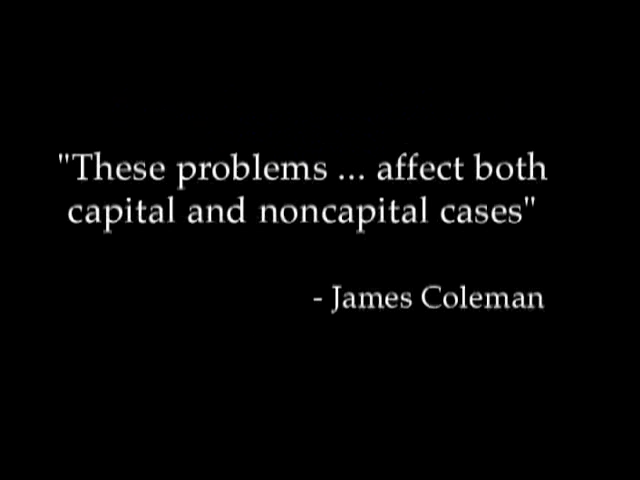 "These problems ... affect both
capital and noncapital cases"
- James Coleman